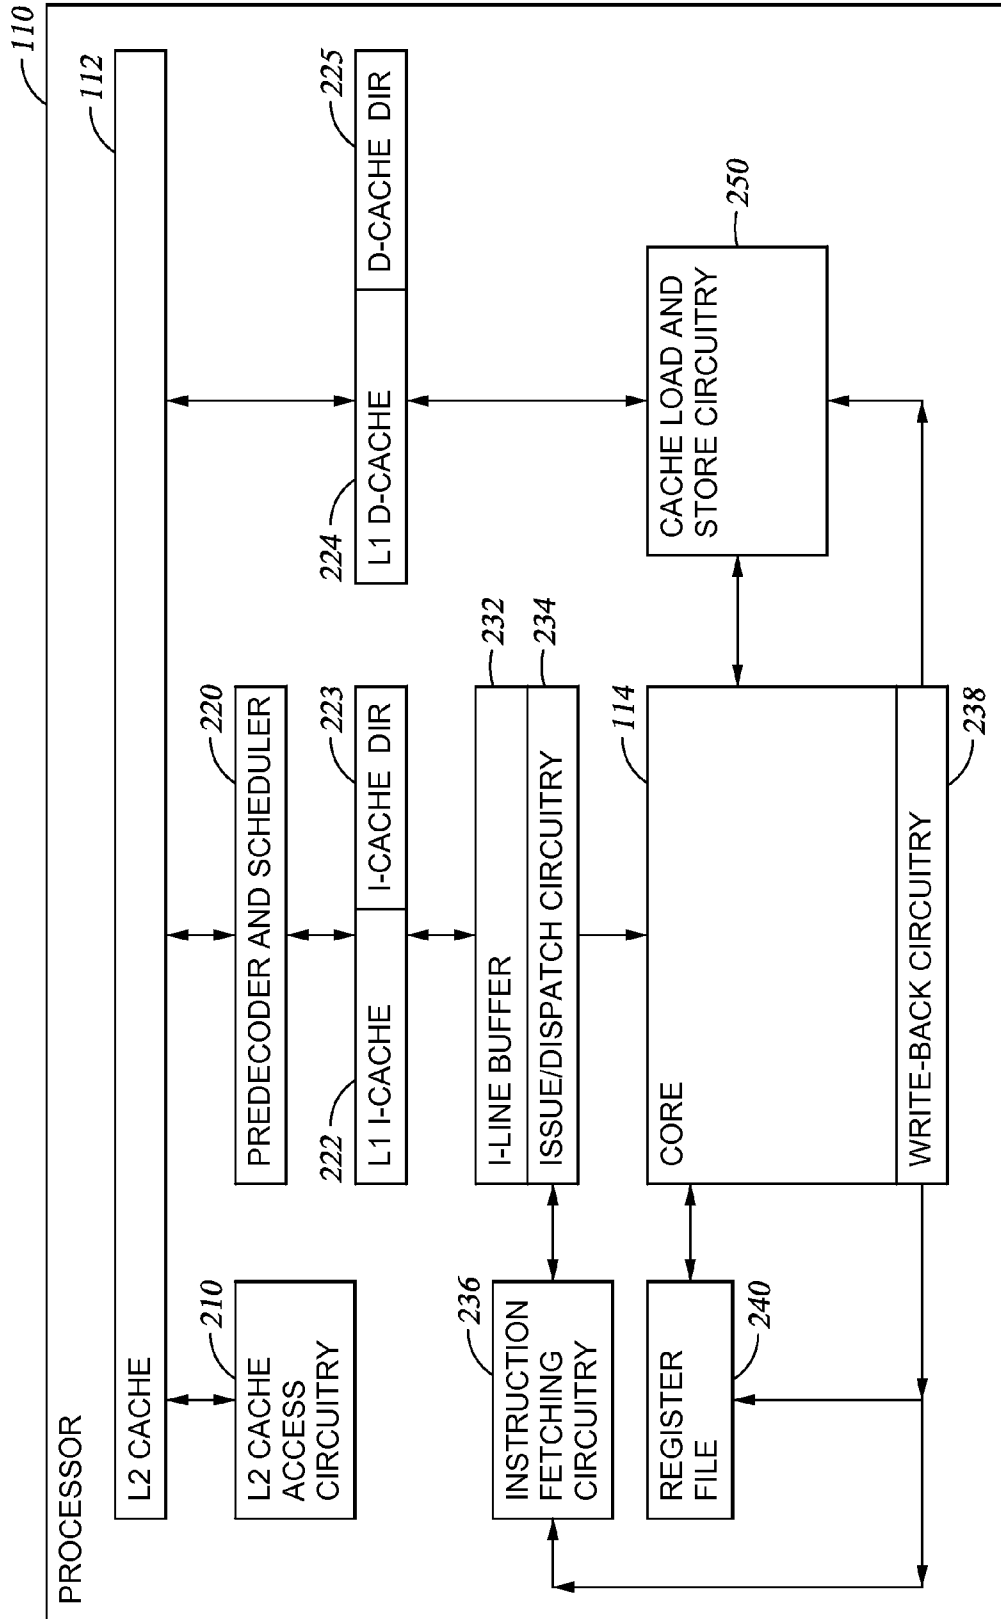 110
PROCESSOR
112
L2 CACHE
210
L2 CACHE
ACCESS
CIRCUITRY
220
PREDECODER AND SCHEDULER
222
L1 I-CACHE
223
I-CACHE DIR
224
L1 D-CACHE
225
D-CACHE DIR
232
I-LINE BUFFER
234
ISSUE/DISPATCH CIRCUITRY
236
INSTRUCTION
FETCHING
CIRCUITRY
114
CORE
250
CACHE LOAD AND
STORE CIRCUITRY
REGISTER
FILE
240
WRITE-BACK CIRCUITRY
238